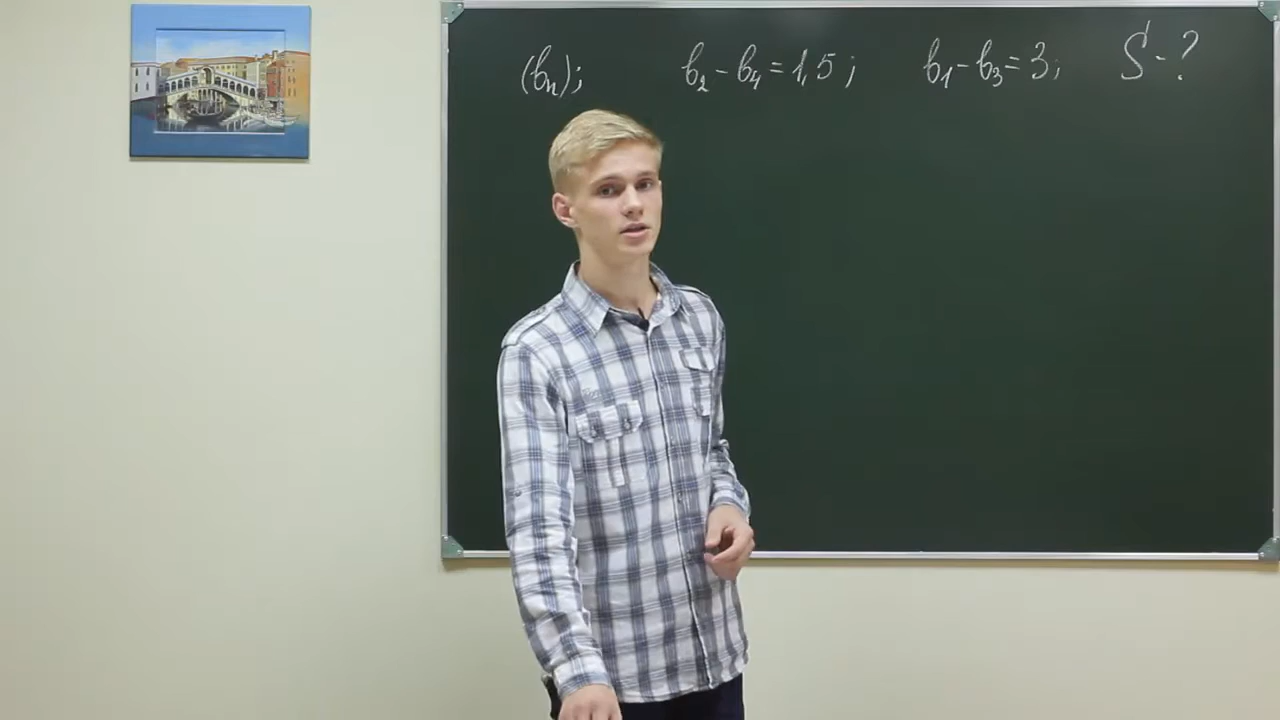 (bn); b2 - b4 = 1,5; b1 - b3 = 3; S - ?